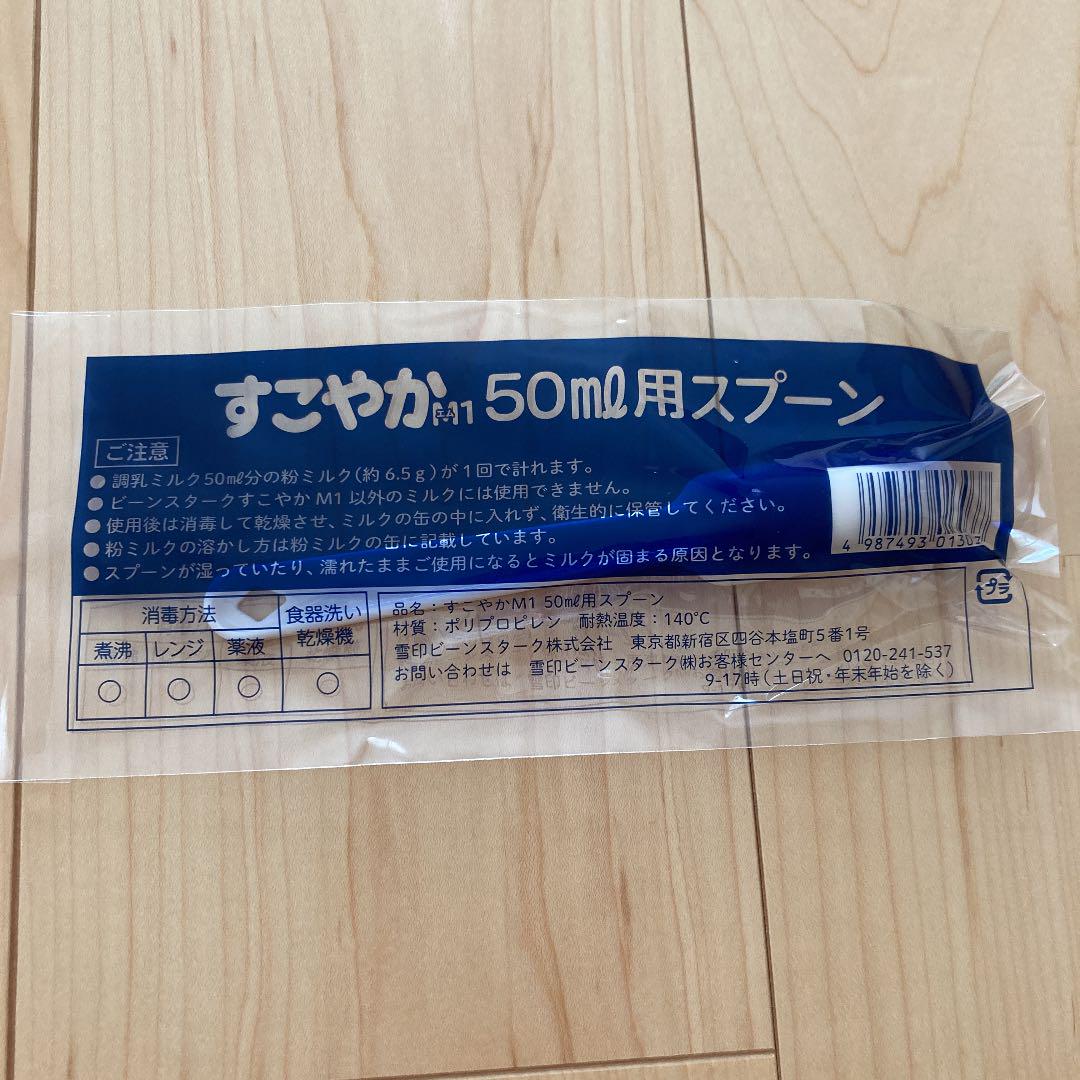 すこやかM1 50ml用スプーン
エム
ご注意
●調乳ミルク50ml分の粉ミルク(約6.5g)が1回で計れます。
●ビーンスタークすこやかM1以外のミルクには使用できません。
●使用後は消毒して乾燥させ、ミルクの缶の中に入れず、衛生的に保管してください。
●粉ミルクの溶かし方は粉ミルクの缶に記載しています。
●スプーンが湿っていたり、濡れたままご使用になるとミルクが固まる原因となります。
4 987493 013
消毒方法 食器洗い乾燥機
煮沸 レンジ 薬液
○ ○ ○ ○
品名:すこやかM1 50ml用スプーン
材質:ポリプロピレン 耐熱温度:140℃
雪印ビーンスターク株式会社 東京都新宿区四谷本塩町5番1号
お問い合わせは 雪印ビーンスターク㈱お客様センターへ 0120-241-537
9-17時(土日祝・年末年始を除く)
プラ